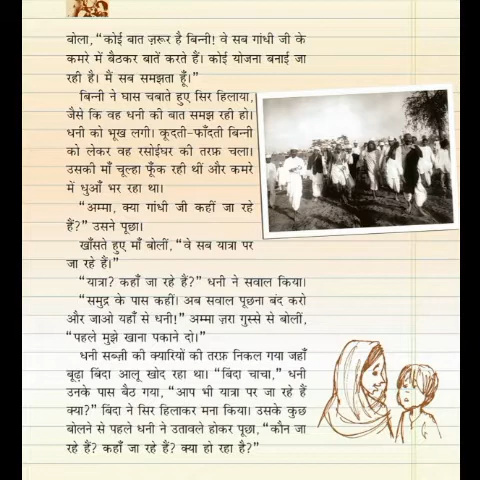 बोला, “कोई बात ज़रूर है बिन्नी! वे सब गांधी जी के
कमरे में बैठकर बातें करते हैं। कोई योजना बनाई जा
रही है। मैं सब समझता हूँ।”
बिन्नी ने घास चबाते हुए सिर हिलाया,
जैसे कि वह धनी की बात समझ रही हो।
धनी को भूख लगी। कूदती-फाँदती बिन्नी
को लेकर वह रसोईघर की तरफ़ चला।
उसकी माँ चूल्हा फूँक रही थीं और कमरे
में धुआँ भर रहा था।
“अम्मा, क्या गांधी जी कहीं जा रहे
हैं?” उसने पूछा।
खाँसते हुए माँ बोलीं, “वे सब यात्रा पर
जा रहे हैं।”
“यात्रा? कहाँ जा रहे हैं?” धनी ने सवाल किया।
“समुद्र के पास कहीं। अब सवाल पूछना बंद करो
और जाओ यहाँ से धनी!” अम्मा ज़रा गुस्से से बोलीं,
“पहले मुझे खाना पकाने दो।”
धनी सब्ज़ी की क्यारियों की तरफ़ निकल गया जहाँ
बूढ़ा बिंदा आलू खोद रहा था। “बिंदा चाचा,” धनी
उनके पास बैठ गया, “आप भी यात्रा पर जा रहे हैं
क्या?” बिंदा ने सिर हिलाकर मना किया। उसके कुछ
बोलने से पहले धनी ने उतावले होकर पूछा, “कौन जा
रहे हैं? कहाँ जा रहे हैं? क्या हो रहा है?”